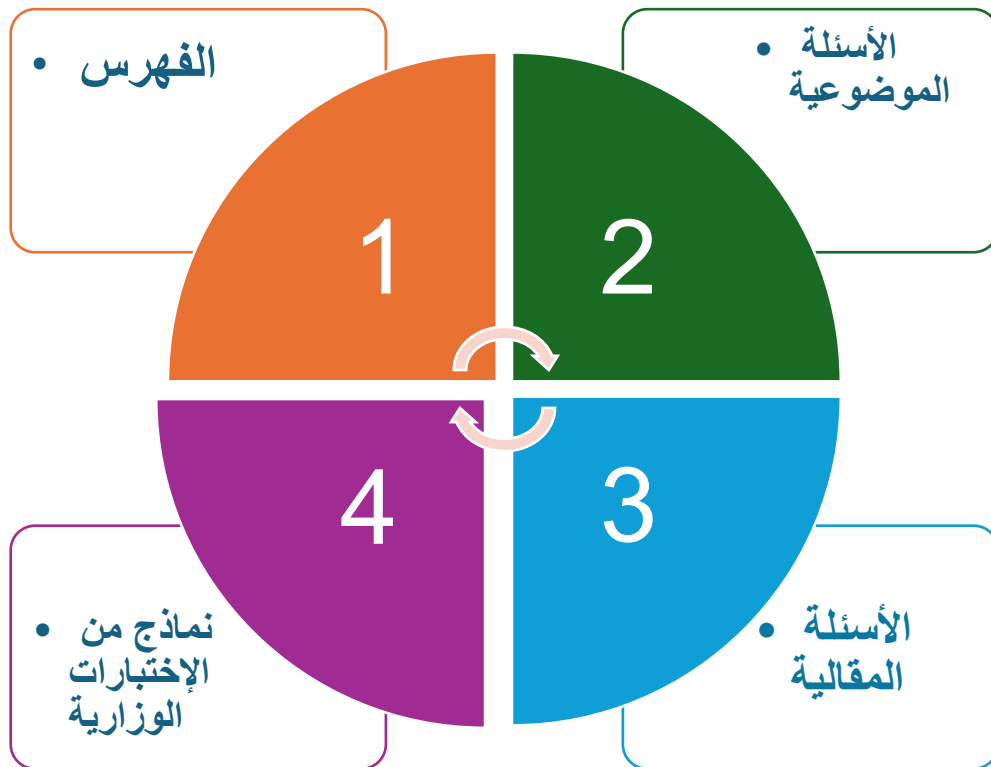 1
• الفهرس
2
• الأسئلة
الموضوعية
3
• الأسئلة
المقالية
4
• نماذج من
الإختبارات
الوزارية